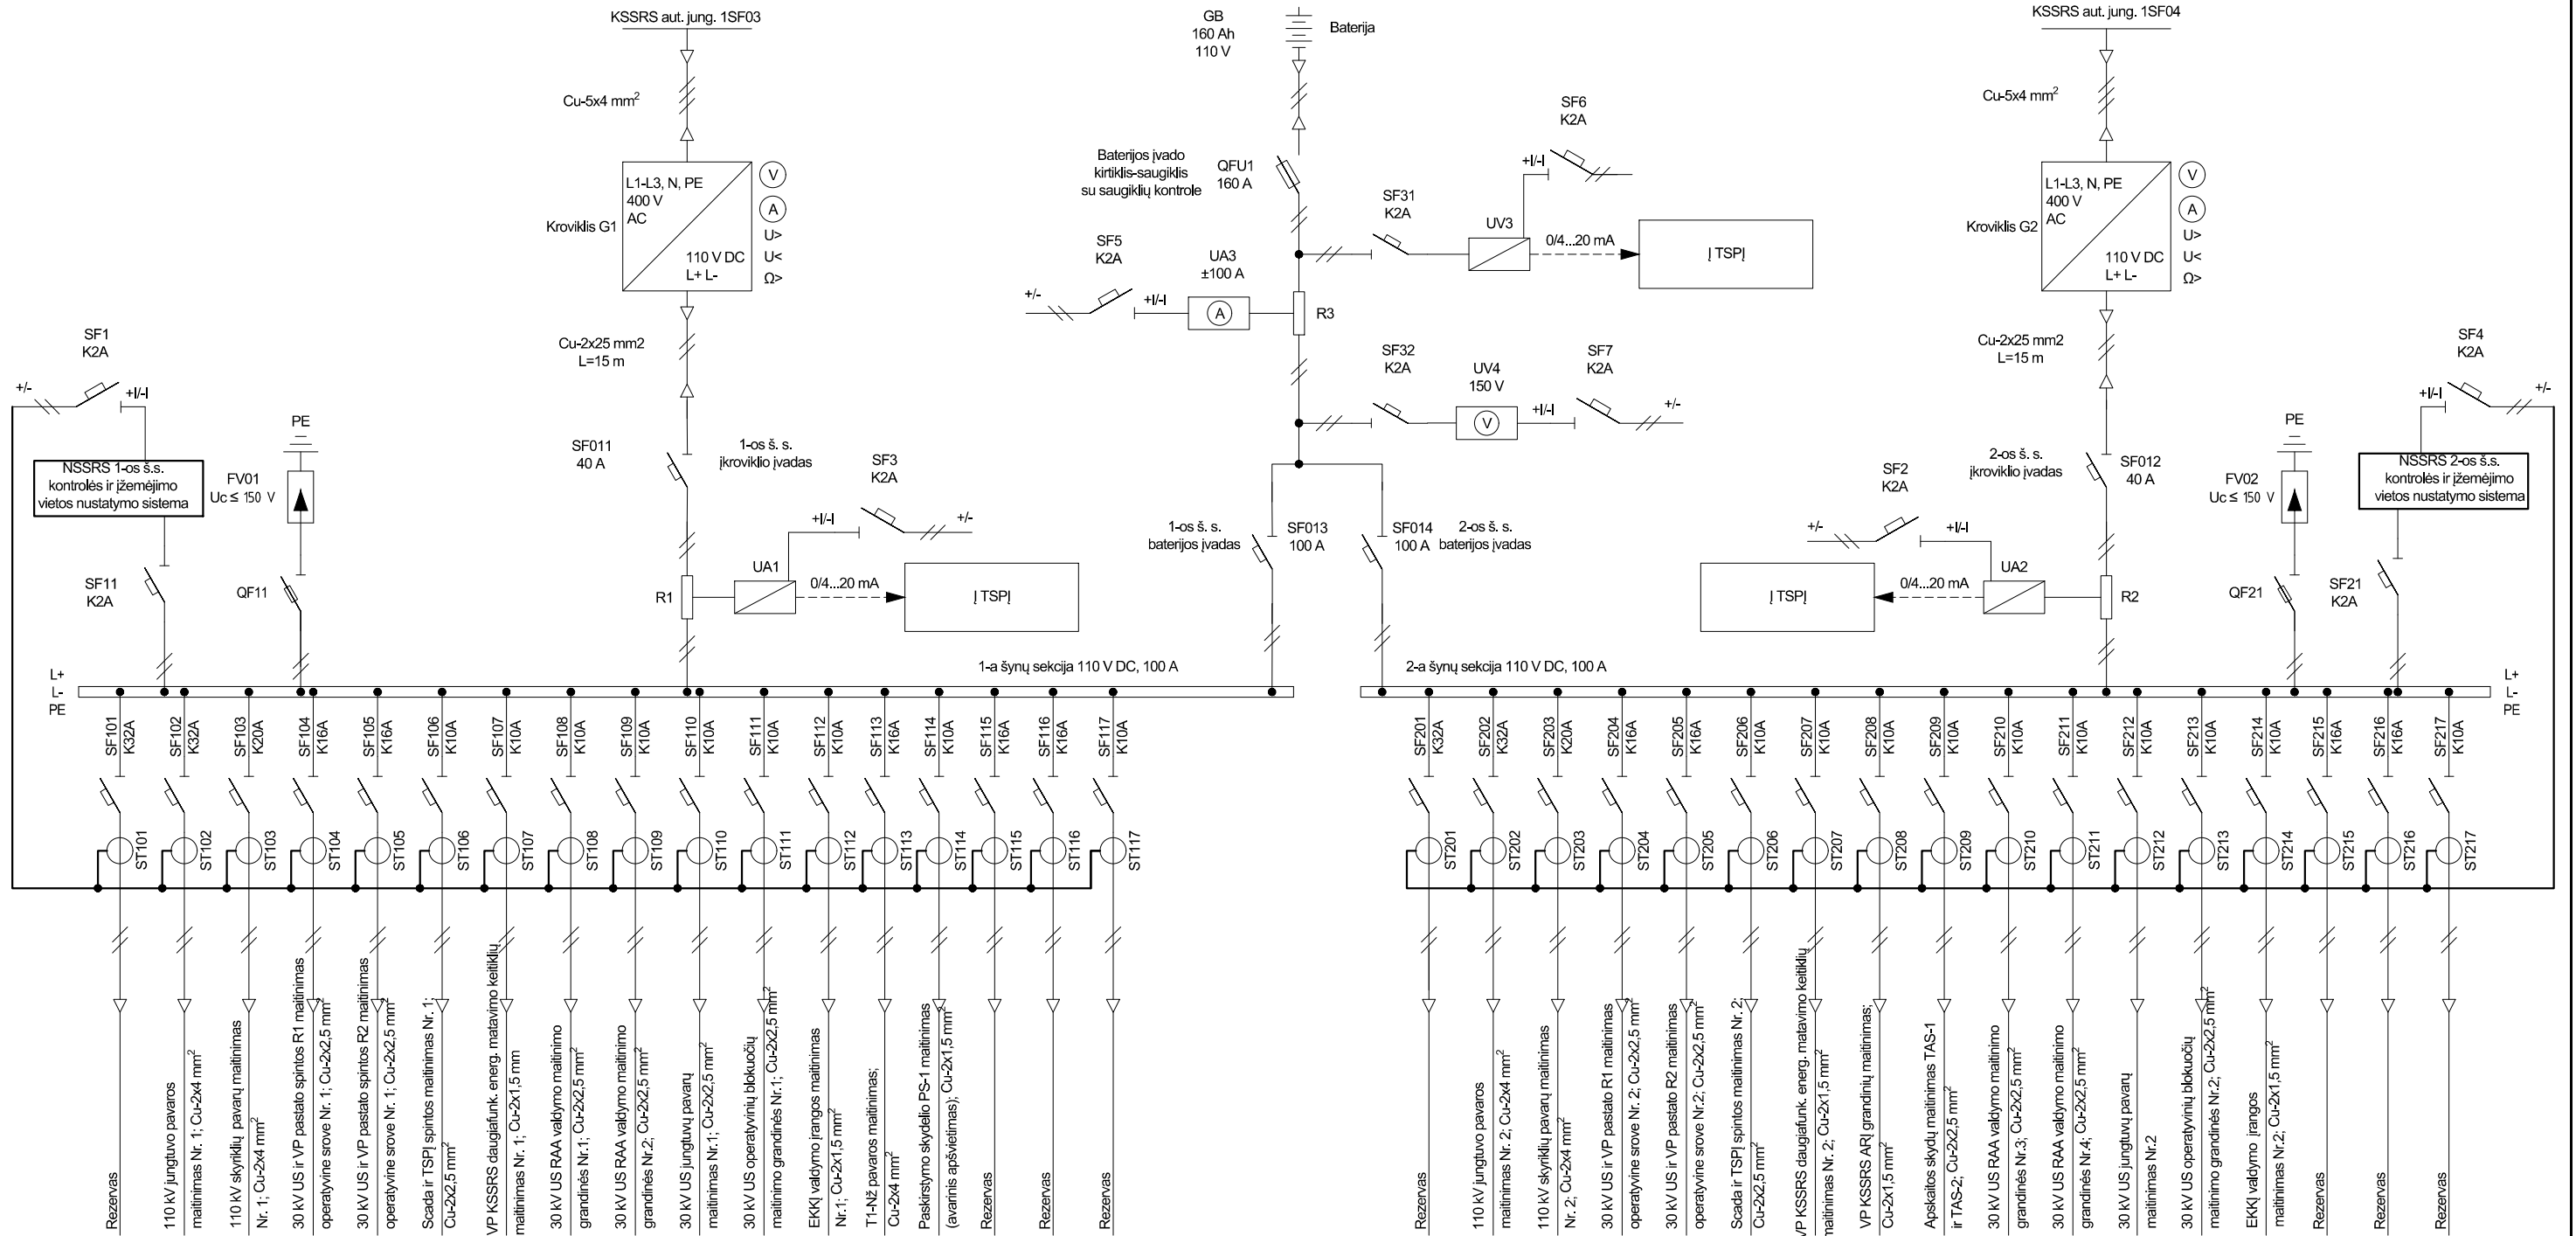 KSSRS aut. jung. 1SF03
Cu-5x4 mm²
Kroviklis G1
L1-L3, N, PE
400 V
AC
110 V DC
L+ L-
V
A
U>
U<
Ω>
Cu-2x25 mm2
L=15 m
SF011
40 A
1-os š. s.
įkroviklio įvadas
SF3
K2A
+I/-I
+/-
UA1
0/4...20 mA
Į TSPĮ
R1
SF1
K2A
+/-
+I/-I
NSSRS 1-os š.s.
kontrolės ir įžemėjimo
vietos nustatymo sistema
SF11
K2A
PE
FV01
Uc ≤ 150 V
QF11
GB
160 Ah
110 V
Baterija
Baterijos įvado
kirtiklis-saugiklis
su saugiklių kontrole
QFU1
160 A
SF5
K2A
+/-
+I/-I
UA3
±100 A
A
R3
SF31
K2A
UV3
+I/-I
SF6
K2A
0/4...20 mA
Į TSPĮ
SF32
K2A
UV4
150 V
V
+I/-I
SF7
K2A
+/-
1-os š. s.
baterijos įvadas
SF013
100 A
SF014
100 A
2-os š. s.
baterijos įvadas
KSSRS aut. jung. 1SF04
Cu-5x4 mm²
Kroviklis G2
L1-L3, N, PE
400 V
AC
110 V DC
L+ L-
V
A
U>
U<
Ω>
Cu-2x25 mm2
L=15 m
2-os š. s.
įkroviklio įvadas
SF012
40 A
SF2
K2A
+/-
+I/-I
UA2
0/4...20 mA
Į TSPĮ
R2
PE
FV02
Uc ≤ 150 V
QF21
SF4
K2A
+I/-I
+/-
NSSRS 2-os š.s.
kontrolės ir įžemėjimo
vietos nustatymo sistema
SF21
K2A
L+
L-
PE
1-a šynų sekcija 110 V DC, 100 A
2-a šynų sekcija 110 V DC, 100 A
L+
L-
PE
SF101
K32A
SF102
K32A
SF103
K20A
SF104
K16A
SF105
K16A
SF106
K10A
SF107
K10A
SF108
K10A
SF109
K10A
SF110
K10A
SF111
K10A
SF112
K10A
SF113
K16A
SF114
K10A
SF115
K16A
SF116
K16A
SF117
K10A
SF201
K32A
SF202
K32A
SF203
K20A
SF204
K16A
SF205
K16A
SF206
K10A
SF207
K10A
SF208
K10A
SF209
K10A
SF210
K10A
SF211
K10A
SF212
K10A
SF213
K10A
SF214
K10A
SF215
K16A
SF216
K16A
SF217
K10A
ST101
ST102
ST103
ST104
ST105
ST106
ST107
ST108
ST109
ST110
ST111
ST112
ST113
ST114
ST115
ST116
ST117
ST201
ST202
ST203
ST204
ST205
ST206
ST207
ST208
ST209
ST210
ST211
ST212
ST213
ST214
ST215
ST216
ST217
Rezervas
110 kV jungtuvo pavaros
maitinimas Nr. 1; Cu-2x4 mm²
110 kV skyriklių pavarų maitinimas
Nr. 1; Cu-2x4 mm²
30 kV US ir VP pastato spintos R1 maitinimas
operatyvine srove Nr. 1; Cu-2x2,5 mm²
30 kV US ir VP pastato spintos R2 maitinimas
operatyvine srove Nr. 1; Cu-2x2,5 mm²
Scada ir TSPĮ spintos maitinimas Nr. 1;
Cu-2x2,5 mm²
VP KSSRS daugiafunk. energ. matavimo keitiklių
maitinimas Nr. 1; Cu-2x1,5 mm
30 kV US RAA valdymo maitinimo
grandinės Nr.1; Cu-2x2,5 mm²
30 kV US RAA valdymo maitinimo
grandinės Nr.2; Cu-2x2,5 mm²
30 kV US jungtuvų pavarų
maitinimas Nr.1; Cu-2x2,5 mm²
30 kV US operatyvinių blokuočių
maitinimo grandinės Nr.1; Cu-2x2,5 mm²
EKKĮ valdymo įrangos maitinimas
Nr.1; Cu-2x1,5 mm²
T1-Nž pavaros maitinimas;
Cu-2x4 mm²
Paskirstymo skydelio PS-1 maitinimas
(avarinis apšvietimas); Cu-2x1,5 mm²
Rezervas
Rezervas
Rezervas
Rezervas
110 kV jungtuvo pavaros
maitinimas Nr. 2; Cu-2x4 mm²
110 kV skyriklių pavarų maitinimas
Nr. 2; Cu-2x4 mm²
30 kV US ir VP pastato R1 maitinimas
operatyvine srove Nr. 2; Cu-2x2,5 mm²
30 kV US ir VP pastato R2 maitinimas
operatyvine srove Nr.2; Cu-2x2,5 mm²
Scada ir TSPĮ spintos maitinimas Nr. 2;
Cu-2x2,5 mm²
VP KSSRS daugiafunk. energ. matavimo keitiklių
maitinimas Nr. 2; Cu-2x1,5 mm²
VP KSSRS ARĮ grandinių maitinimas;
Cu-2x1,5 mm²
Apskaitos skydų maitinimas TAS-1
ir TAS-2; Cu-2x2,5 mm²
30 kV US RAA valdymo maitinimo
grandinės Nr.3; Cu-2x2,5 mm²
30 kV US RAA valdymo maitinimo
grandinės Nr.4; Cu-2x2,5 mm²
30 kV US jungtuvų pavarų
maitinimas Nr.2
30 kV US operatyvinių blokuočių
maitinimo grandinės Nr.2; Cu-2x2,5 mm²
EKKĮ valdymo įrangos
maitinimas Nr.2; Cu-2x1,5 mm²
Rezervas
Rezervas
Rezervas